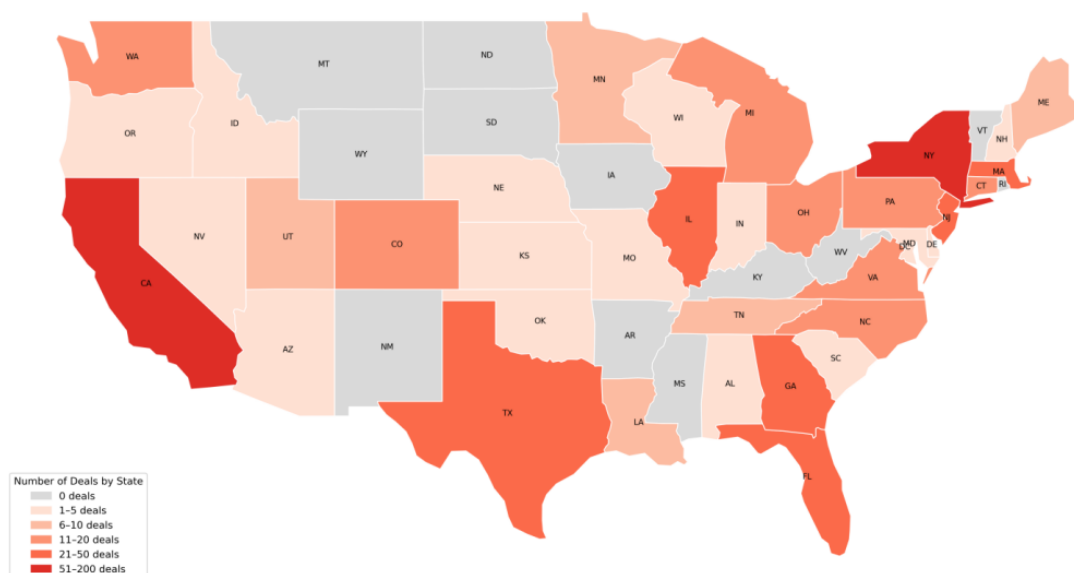 WA
MT
ND
MN
ME
OR
ID
SD
WI
MI
VT
NH
WY
NY
MA
IA
CT
RI
NE
PA
NV
UT
CO
IL
IN
OH
NJ
MD
DE
DC
WV
KS
MO
KY
VA
CA
TN
NC
OK
AZ
NM
AR
SC
MS
AL
GA
TX
LA
FL
Number of Deals by State
0 deals
1–5 deals
6–10 deals
11–20 deals
21–50 deals
51–200 deals